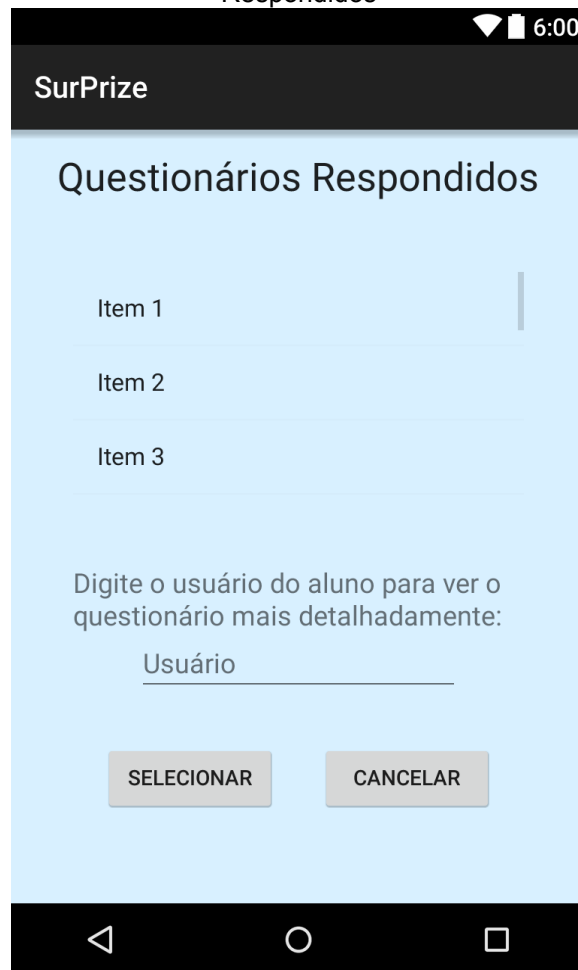 Respondidos
6:00
SurPrize
Questionários Respondidos
Item 1
Item 2
Item 3
Digite o usuário do aluno para ver o
questionário mais detalhadamente:
Usuário
SELECIONAR CANCELAR